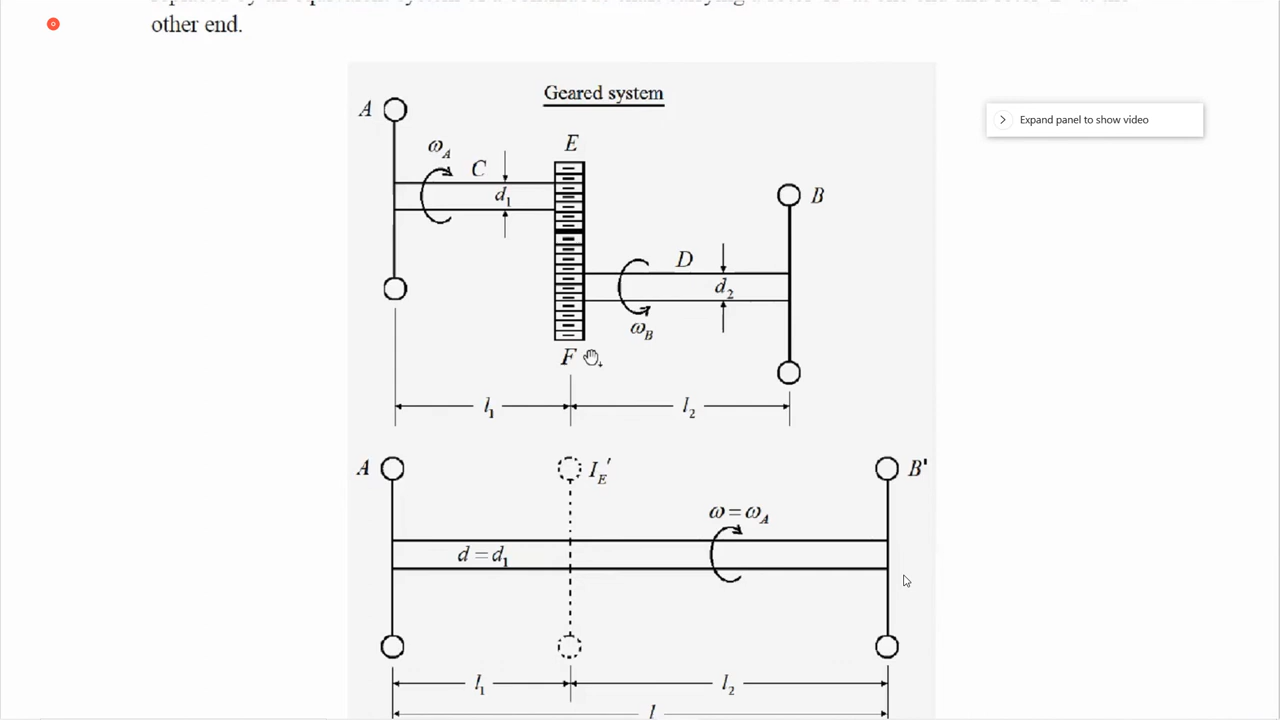 other end.
Geared system
A
E
ω_A
C
d_1
B
D
d_2
ω_B
F
l_1
l_2
A
I_E'
B'
ω = ω_A
d = d_1
l_1
l_2
l
Expand panel to show video